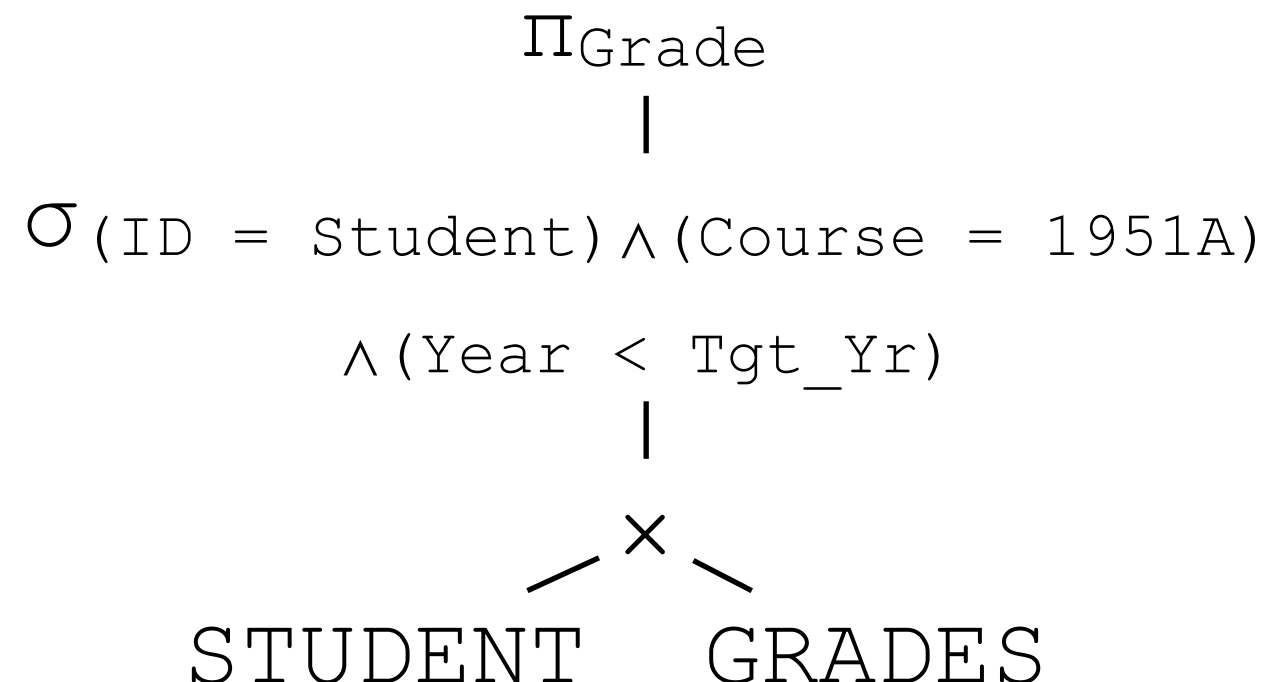 ΠGrade
σ(ID = Student)∧(Course = 1951A)
∧(Year < Tgt_Yr)
×
STUDENT GRADES